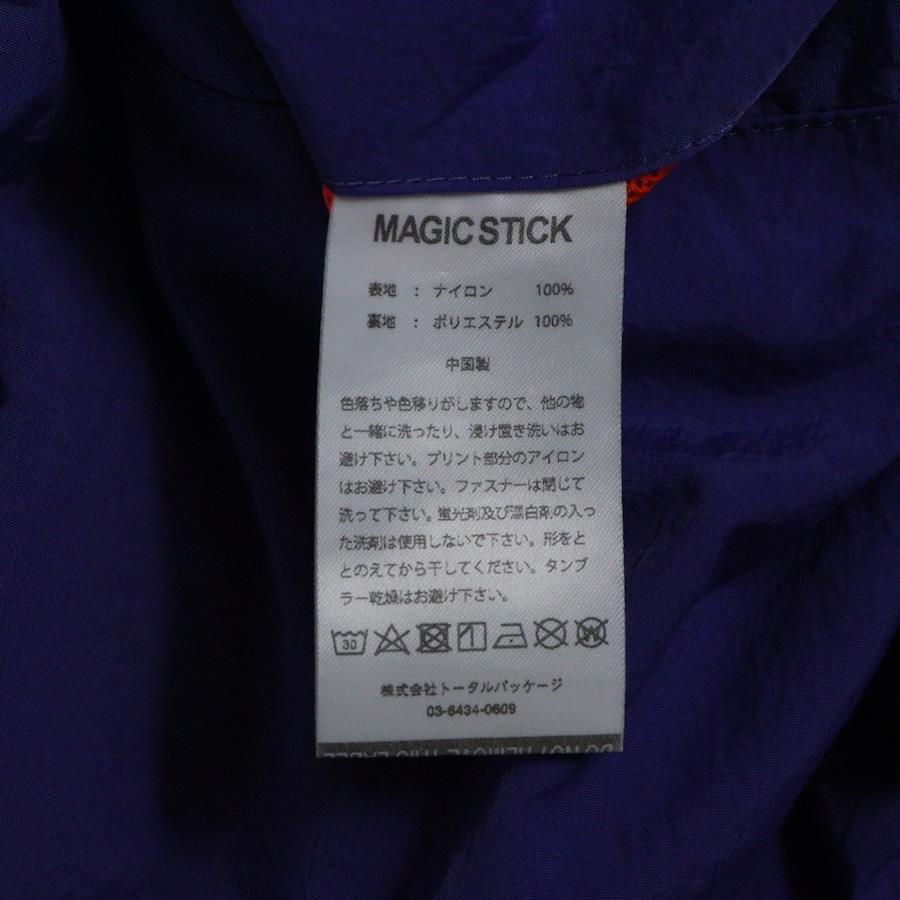 MAGIC STICK
表地 : ナイロン 100%
裏地 : ポリエステル 100%
中国製
色落ちや色移りがしますので、他の物
と一緒に洗ったり、浸け置き洗いはお
避け下さい。プリント部分のアイロン
はお避け下さい。ファスナーは閉じて
洗って下さい。蛍光剤及び漂白剤の入っ
た洗剤は使用しないで下さい。形をと
とのえてから干してください。タンブ
ラー乾燥はお避け下さい。
30 W
株式会社トータルパッケージ
03-6434-0609
DO NOT REMOVE THIS LABEL